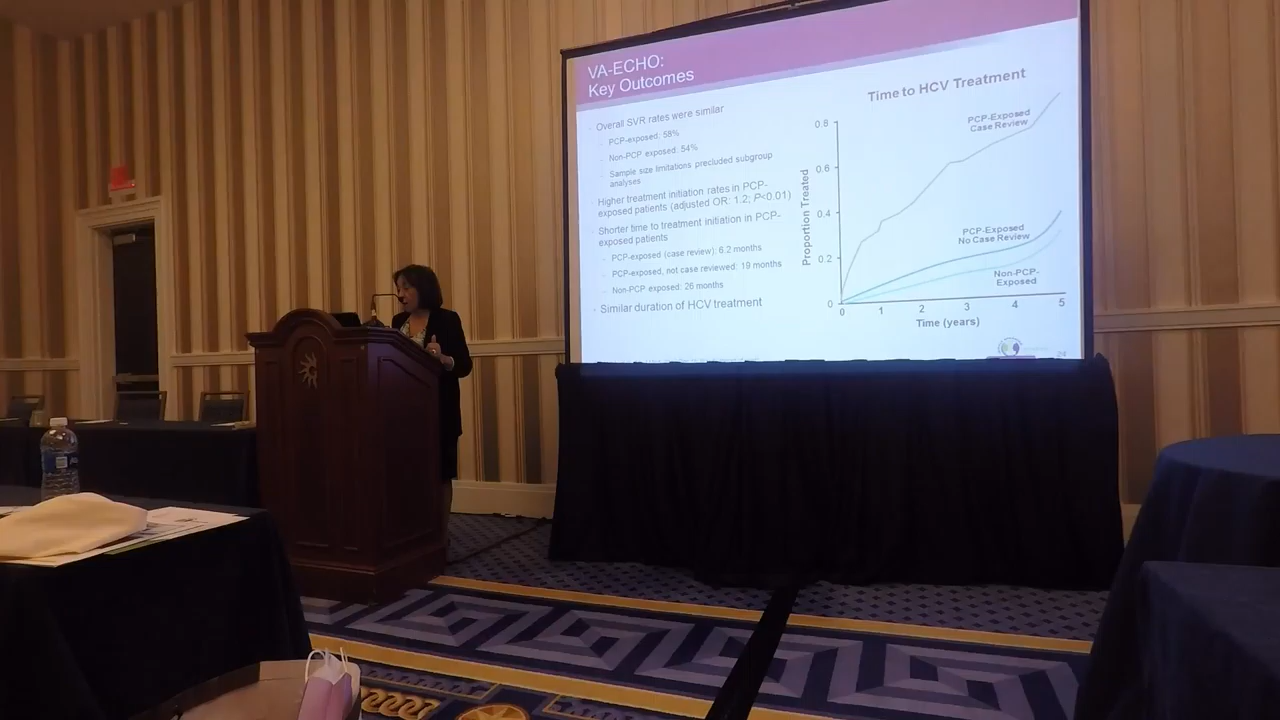 VA-ECHO:
Key Outcomes
Overall SVR rates were similar
PCP-exposed: 58%
Non-PCP exposed: 54%
Sample size limitations precluded subgroup
analyses
Higher treatment initiation rates in PCP-
exposed patients (adjusted OR: 1.2; P<0.01)
Shorter time to treatment initiation in PCP-
exposed patients
PCP-exposed (case review): 6.2 months
PCP-exposed, not case reviewed: 19 months
Non-PCP exposed: 26 months
Similar duration of HCV treatment
Time to HCV Treatment
Proportion Treated
0.8
0.6
0.4
0.2
0
PCP-Exposed
Case Review
PCP-Exposed
No Case Review
Non-PCP-
Exposed
0 1 2 3 4 5
Time (years)